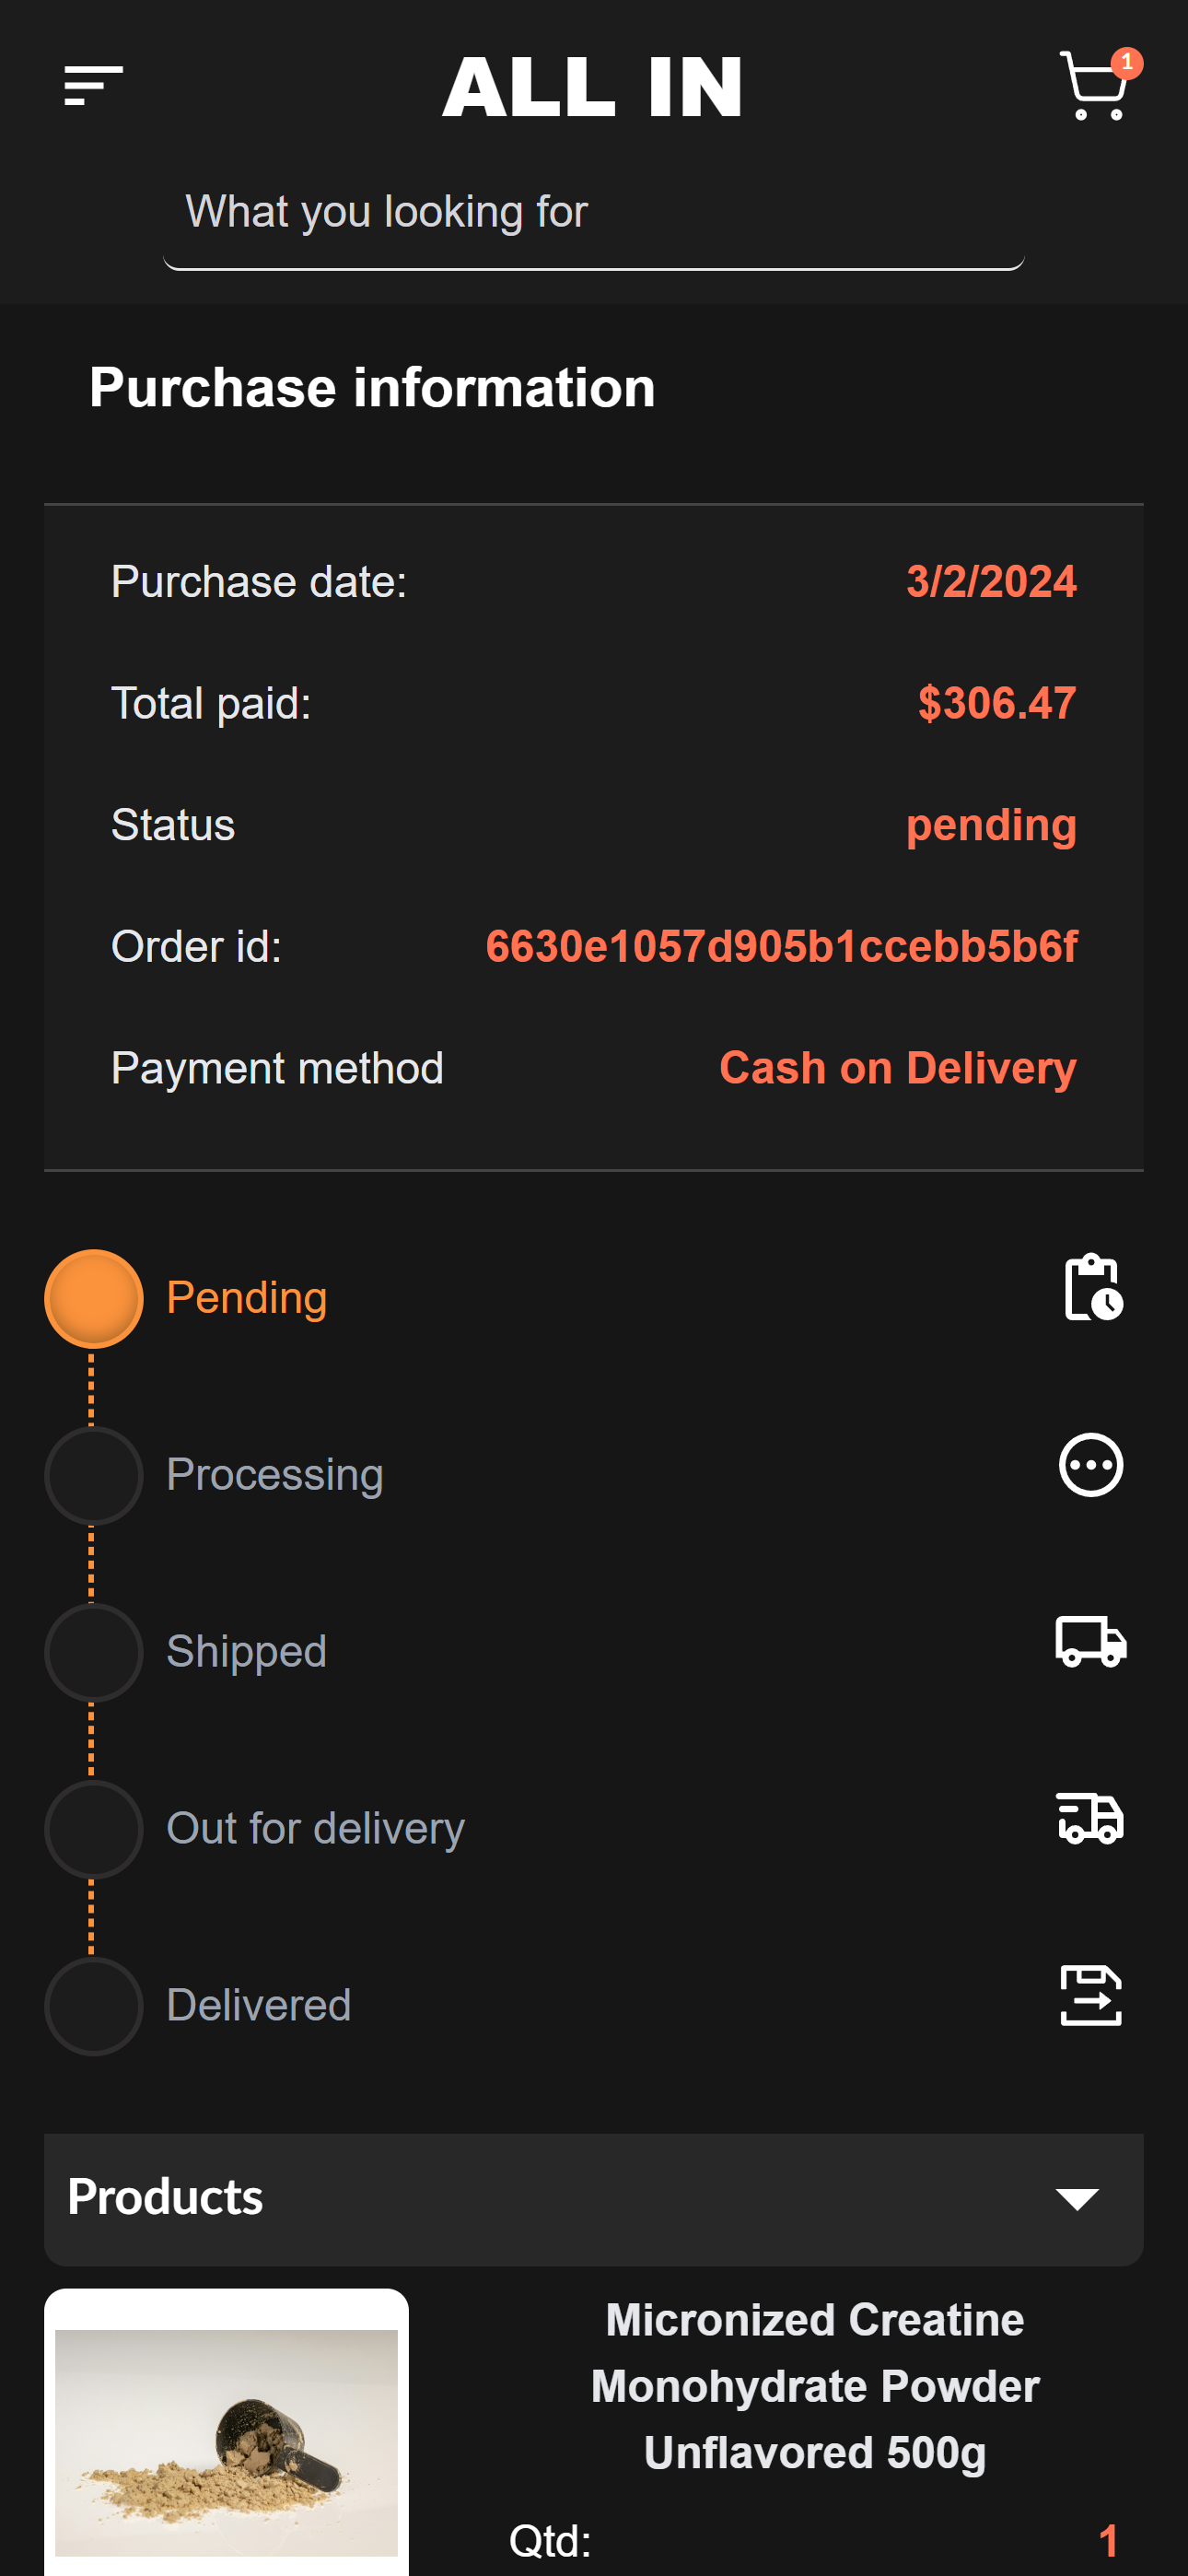 ALL IN
1
What you looking for
Purchase information
Purchase date: 3/2/2024
Total paid: $306.47
Status pending
Order id: 6630e1057d905b1ccebb5b6f
Payment method Cash on Delivery
Pending
Processing
Shipped
Out for delivery
Delivered
Products
Micronized Creatine
Monohydrate Powder
Unflavored 500g
Qtd: 1